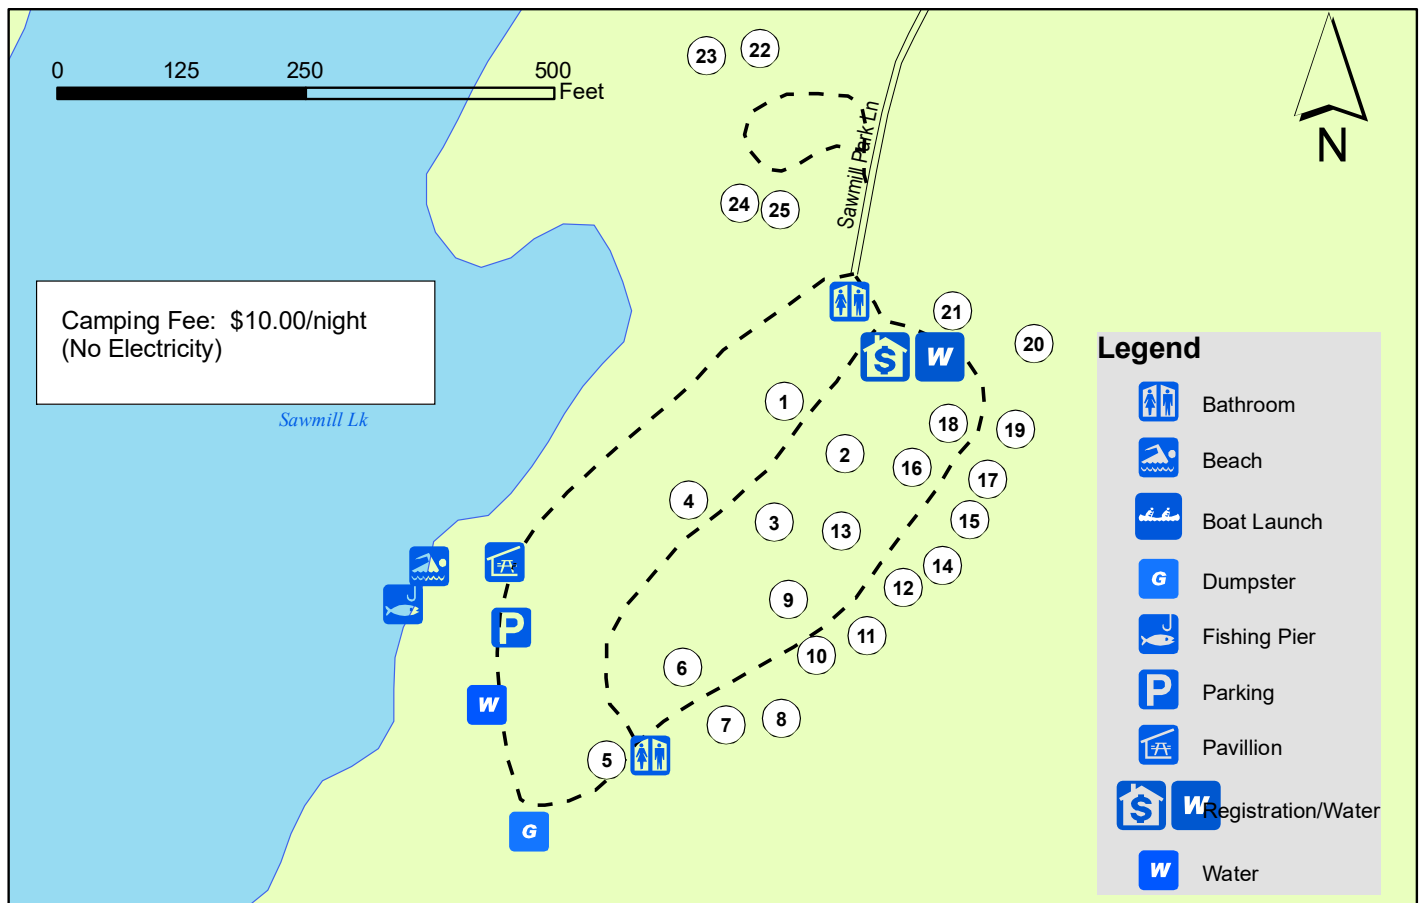 0 125 250 500
Feet
23 22
Sawmill Park Ln
N
24 25
Camping Fee: $10.00/night
(No Electricity)
Sawmill Lk
21
20
$ W
1
18 19
2
16
17
4
3 13
15
14
12
9
11
10
6
7 8
5
P
W
G
Legend
Bathroom
Beach
Boat Launch
G Dumpster
Fishing Pier
P Parking
Pavillion
$ W Registration/Water
W Water